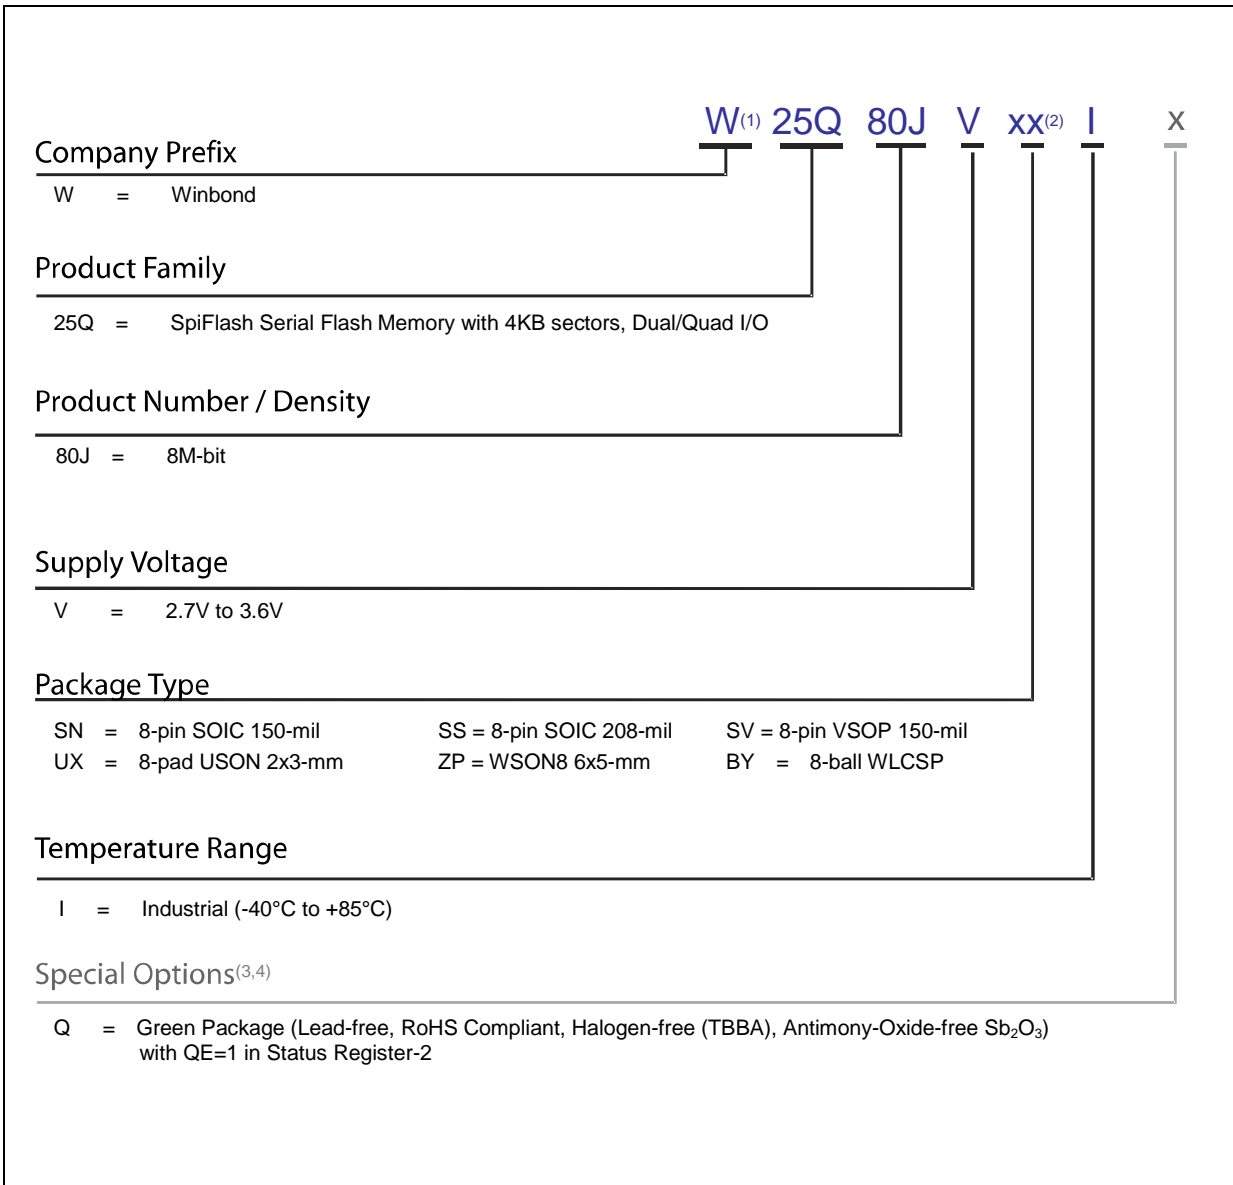 W(1) 25Q 80J V xx(2) I x
Company Prefix
W = Winbond
Product Family
25Q = SpiFlash Serial Flash Memory with 4KB sectors, Dual/Quad I/O
Product Number / Density
80J = 8M-bit
Supply Voltage
V = 2.7V to 3.6V
Package Type
SN = 8-pin SOIC 150-mil SS = 8-pin SOIC 208-mil SV = 8-pin VSOP 150-mil
UX = 8-pad USON 2x3-mm ZP = WSON8 6x5-mm BY = 8-ball WLCSP
Temperature Range
I = Industrial (-40°C to +85°C)
Special Options(3,4)
Q = Green Package (Lead-free, RoHS Compliant, Halogen-free (TBBA), Antimony-Oxide-free Sb₂O₃)
with QE=1 in Status Register-2